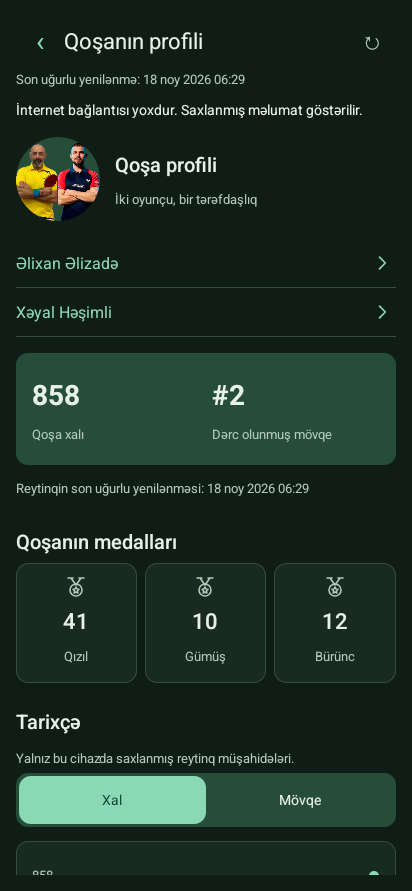 Qoşanın profili
Son uğurlu yenilənmə: 18 noy 2026 06:29
İnternet bağlantısı yoxdur. Saxlanmış məlumat göstərilir.
Qoşa profili
İki oyunçu, bir tərəfdaşlıq
Əlixan Əlizadə
Xəyal Həşimli
858 #2
Qoşa xalı Dərc olunmuş mövqe
Reytinqin son uğurlu yenilənməsi: 18 noy 2026 06:29
Qoşanın medalları
41 10 12
Qızıl Gümüş Bürünc
Tarixçə
Yalnız bu cihazda saxlanmış reytinq müşahidələri.
Xal Mövqe
858